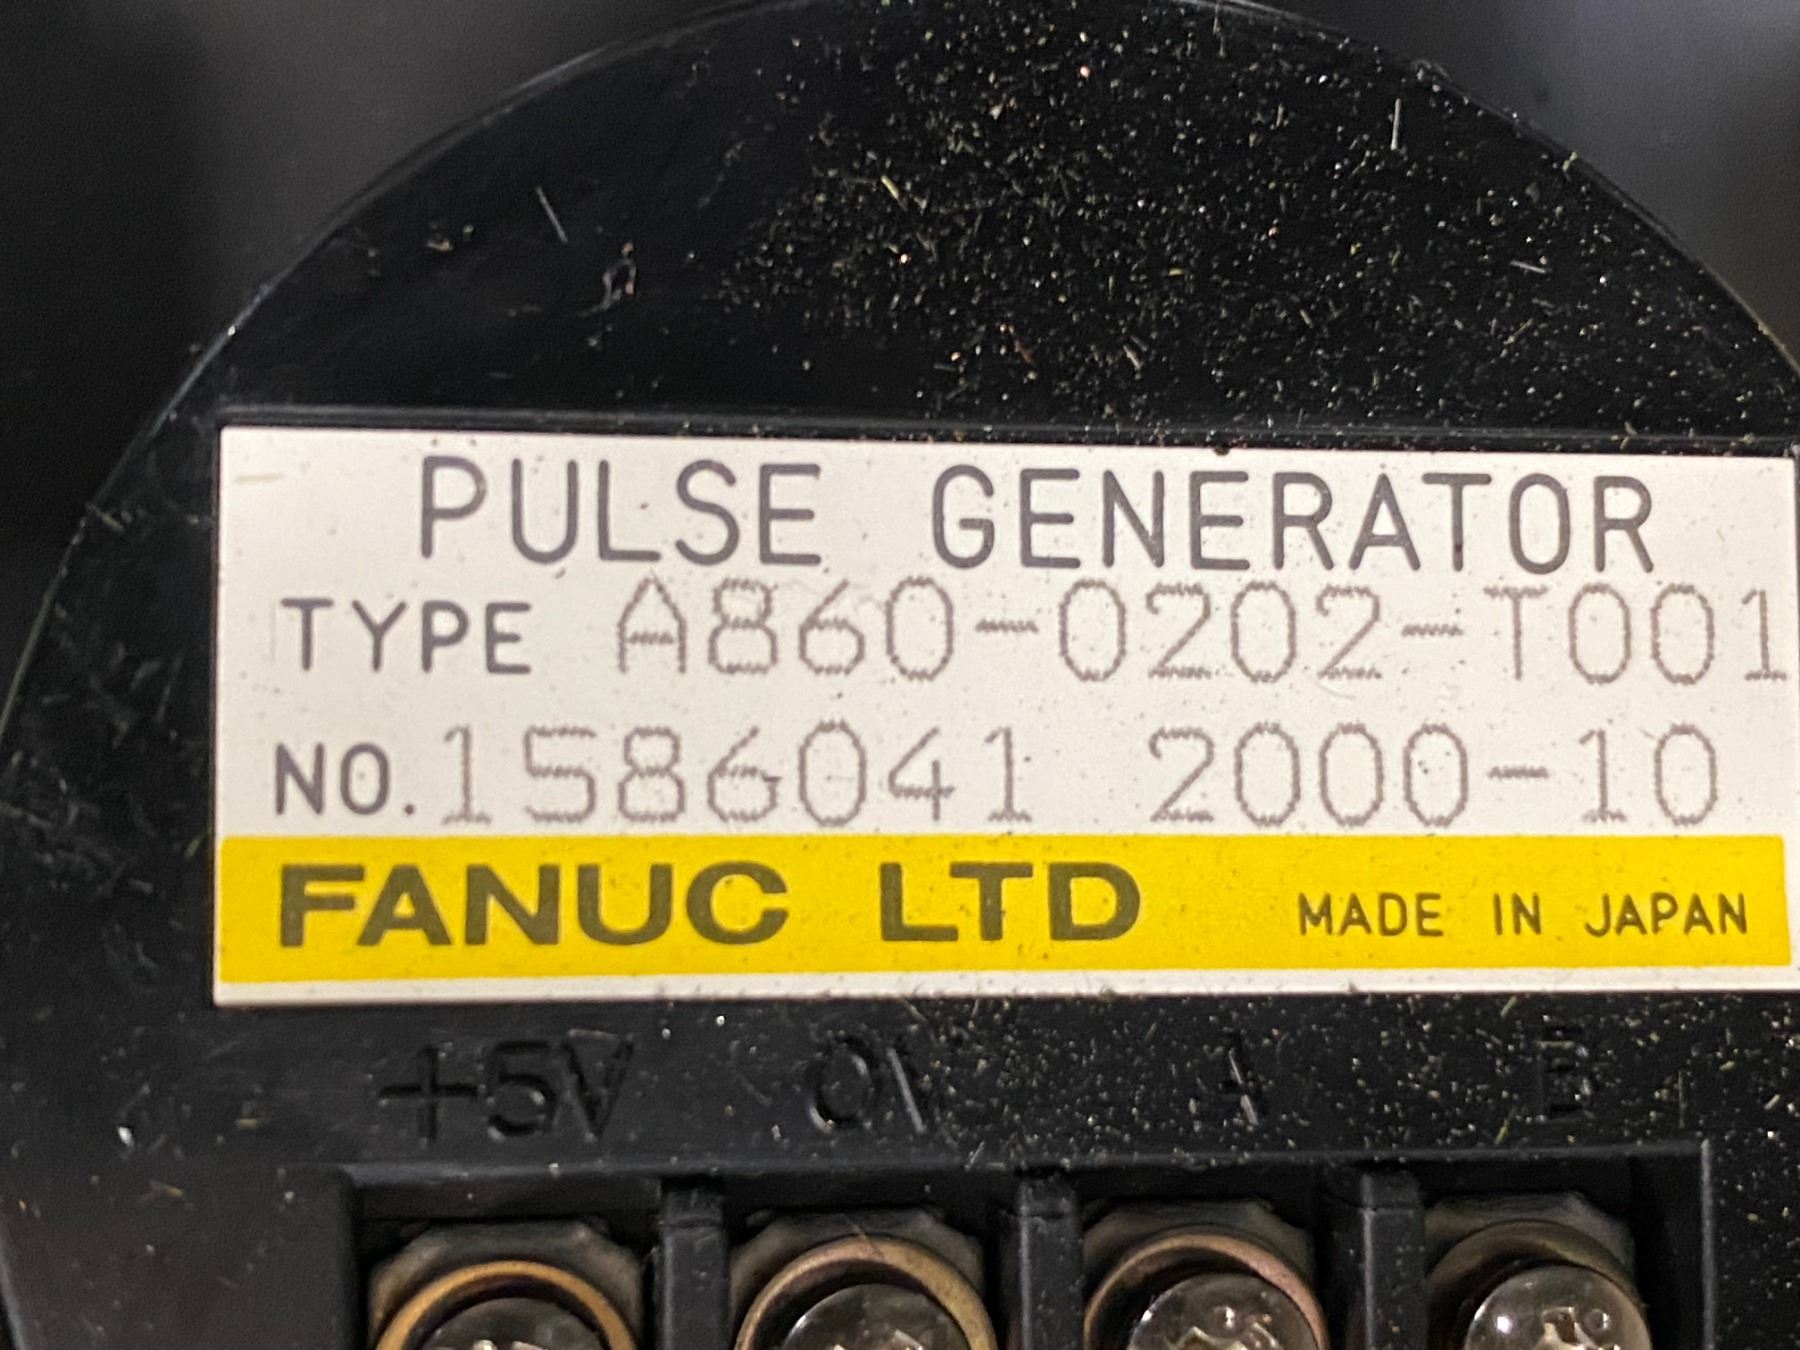 PULSE GENERATOR
TYPE A860-0202-T001
NO. 1586041 2000-10
FANUC LTD MADE IN JAPAN
+5V 0V A B